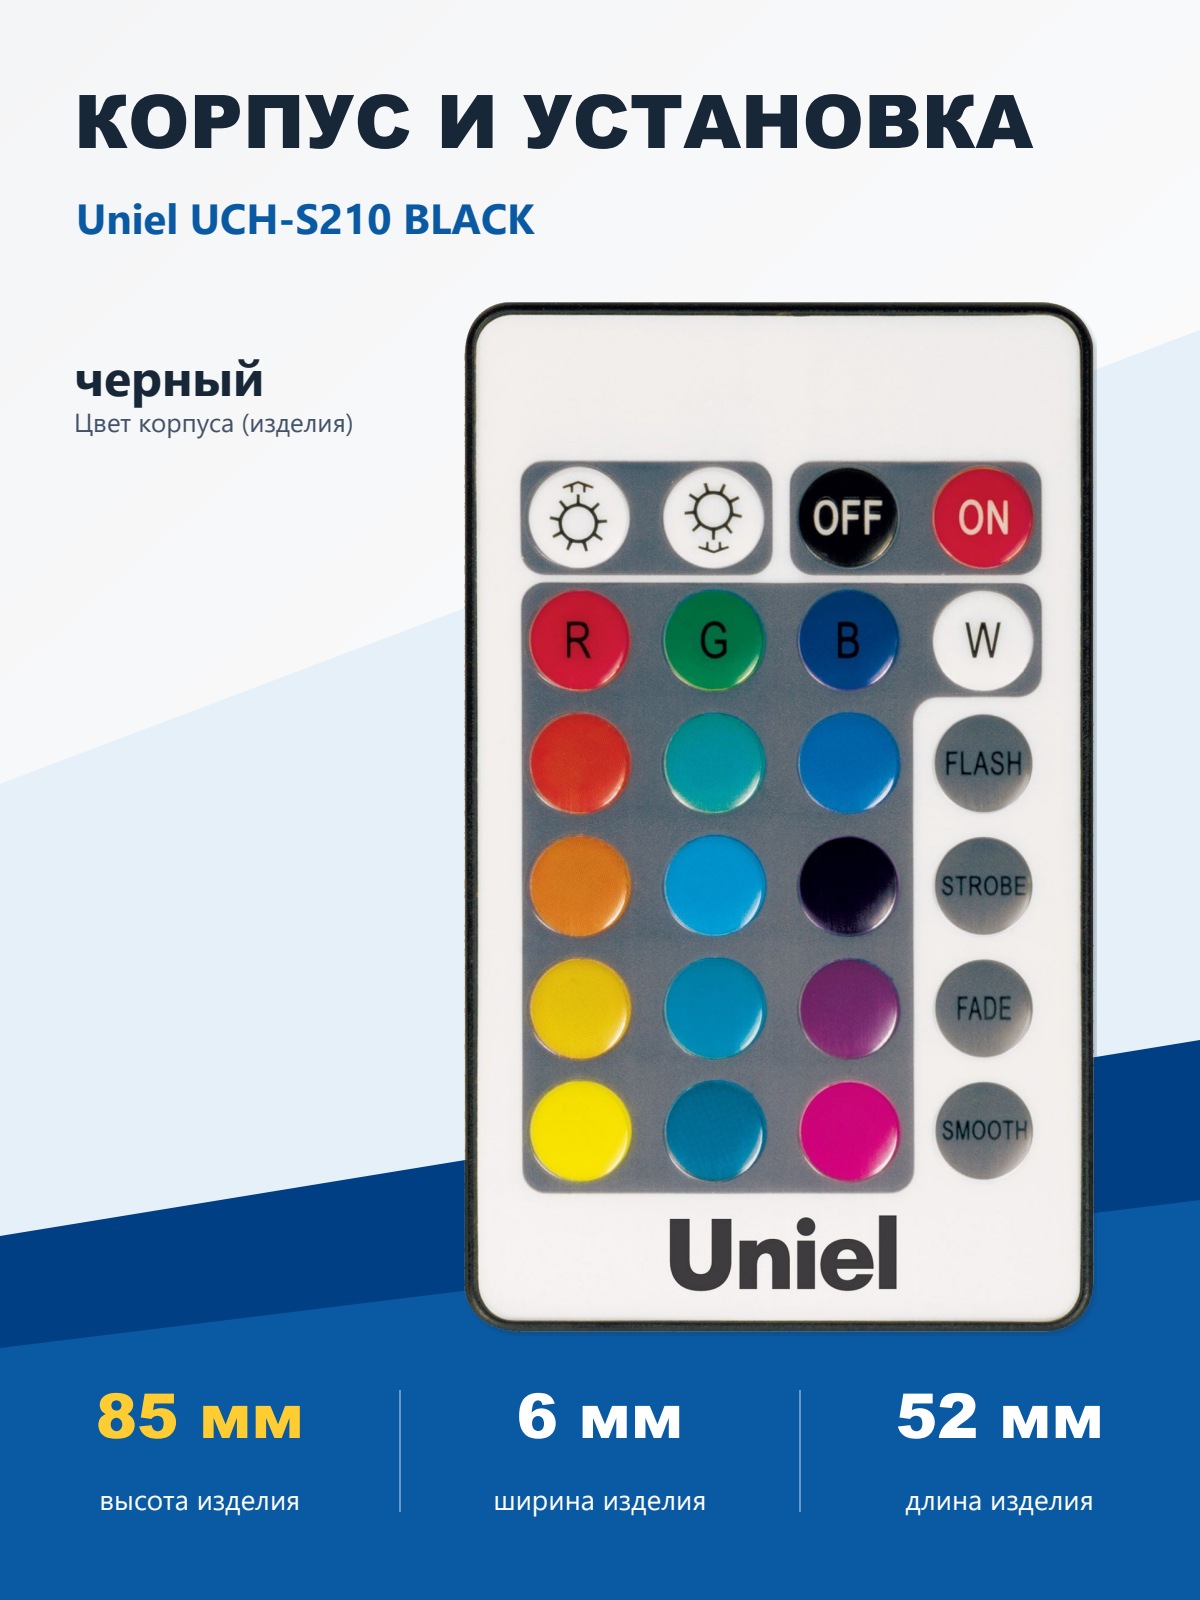 КОРПУС И УСТАНОВКА
Uniel UCH-S210 BLACK
черный
Цвет корпуса (изделия)
OFF ON
R G B W
FLASH
STROBE
FADE
SMOOTH
Uniel
85 мм 6 мм 52 мм
высота изделия ширина изделия длина изделия